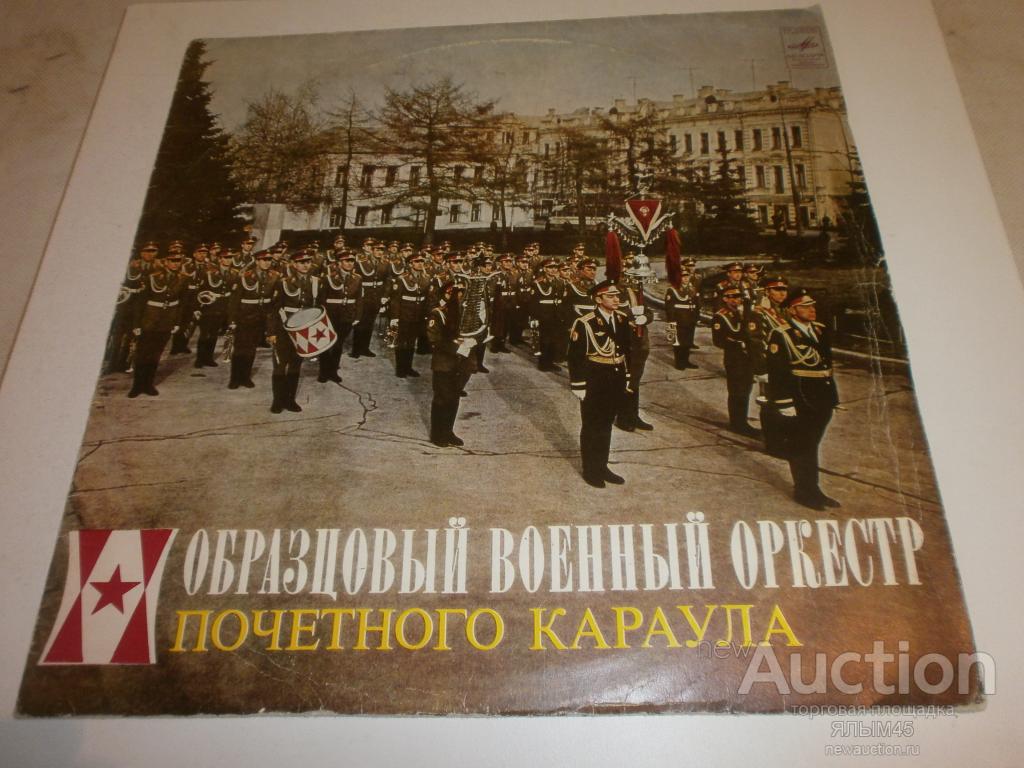 ОБРАЗЦОВЫЙ ВОЕННЫЙ ОРКЕСТР
ПОЧЕТНОГО КАРАУЛА
newAuction
торговая площадка
ЯЛЫМ45
newauction.ru